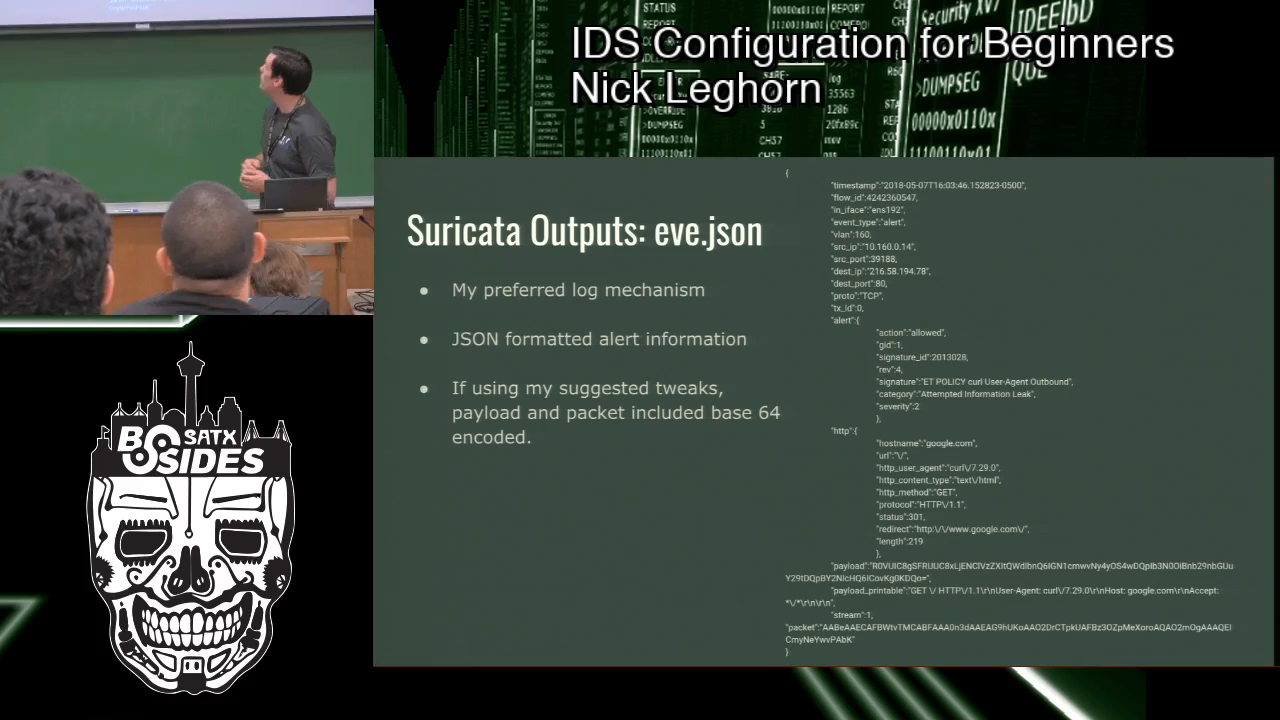 IDS Configuration for Beginners
Nick Leghorn
Suricata Outputs: eve.json
● My preferred log mechanism
● JSON formatted alert information
● If using my suggested tweaks,
payload and packet included base 64
encoded.
{
"timestamp":"2018-05-07T16:03:46.152823-0500",
"flow_id":4242360547,
"in_iface":"ens192",
"event_type":"alert",
"vlan":160,
"src_ip":"10.160.0.14",
"src_port":39188,
"dest_ip":"216.58.194.78",
"dest_port":80,
"proto":"TCP",
"tx_id":0,
"alert":{
"action":"allowed",
"gid":1,
"signature_id":2013028,
"rev":4,
"signature":"ET POLICY curl User-Agent Outbound",
"category":"Attempted Information Leak",
"severity":2
},
"http":{
"hostname":"google.com",
"url":"\/",
"http_user_agent":"curl\/7.29.0",
"http_content_type":"text\/html",
"http_method":"GET",
"protocol":"HTTP\/1.1",
"status":301,
"redirect":"http:\/\/www.google.com\/",
"length":219
},
"payload":
"payload_printable":"GET \/ HTTP\/1.1\r\nUser-Agent: curl\/7.29.0\r\nHost: google.com\r\nAccept:
*\/*\r\n\r\n",
"stream":1,
"packet":
}
BSIDES SATX